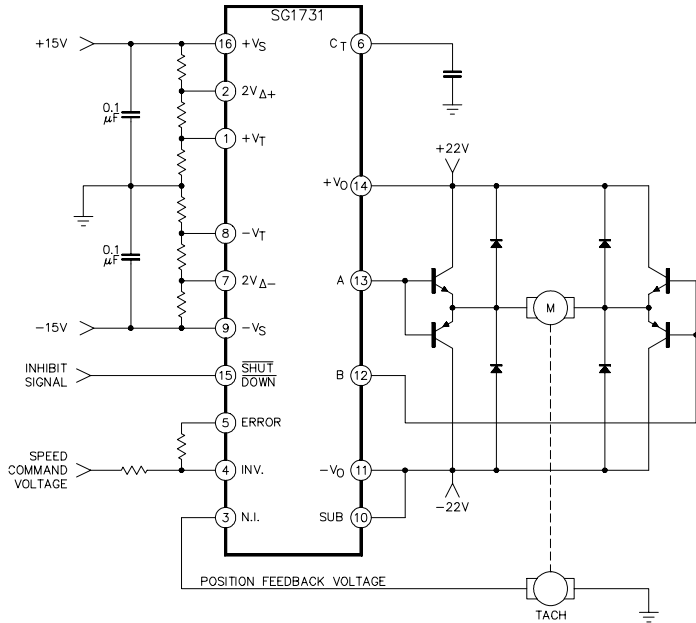 SG1731
+15V
16 +VS
CT 6
2 2VΔ+
0.1
μF
1 +VT
+22V
+VO 14
8 -VT
0.1
μF
7 2VΔ-
A 13
M
-15V
9 -VS
INHIBIT
SIGNAL
15 SHUT
DOWN
B 12
5 ERROR
SPEED
COMMAND
VOLTAGE
4 INV.
-VO 11
-22V
3 N.I.
SUB 10
POSITION FEEDBACK VOLTAGE
TACH